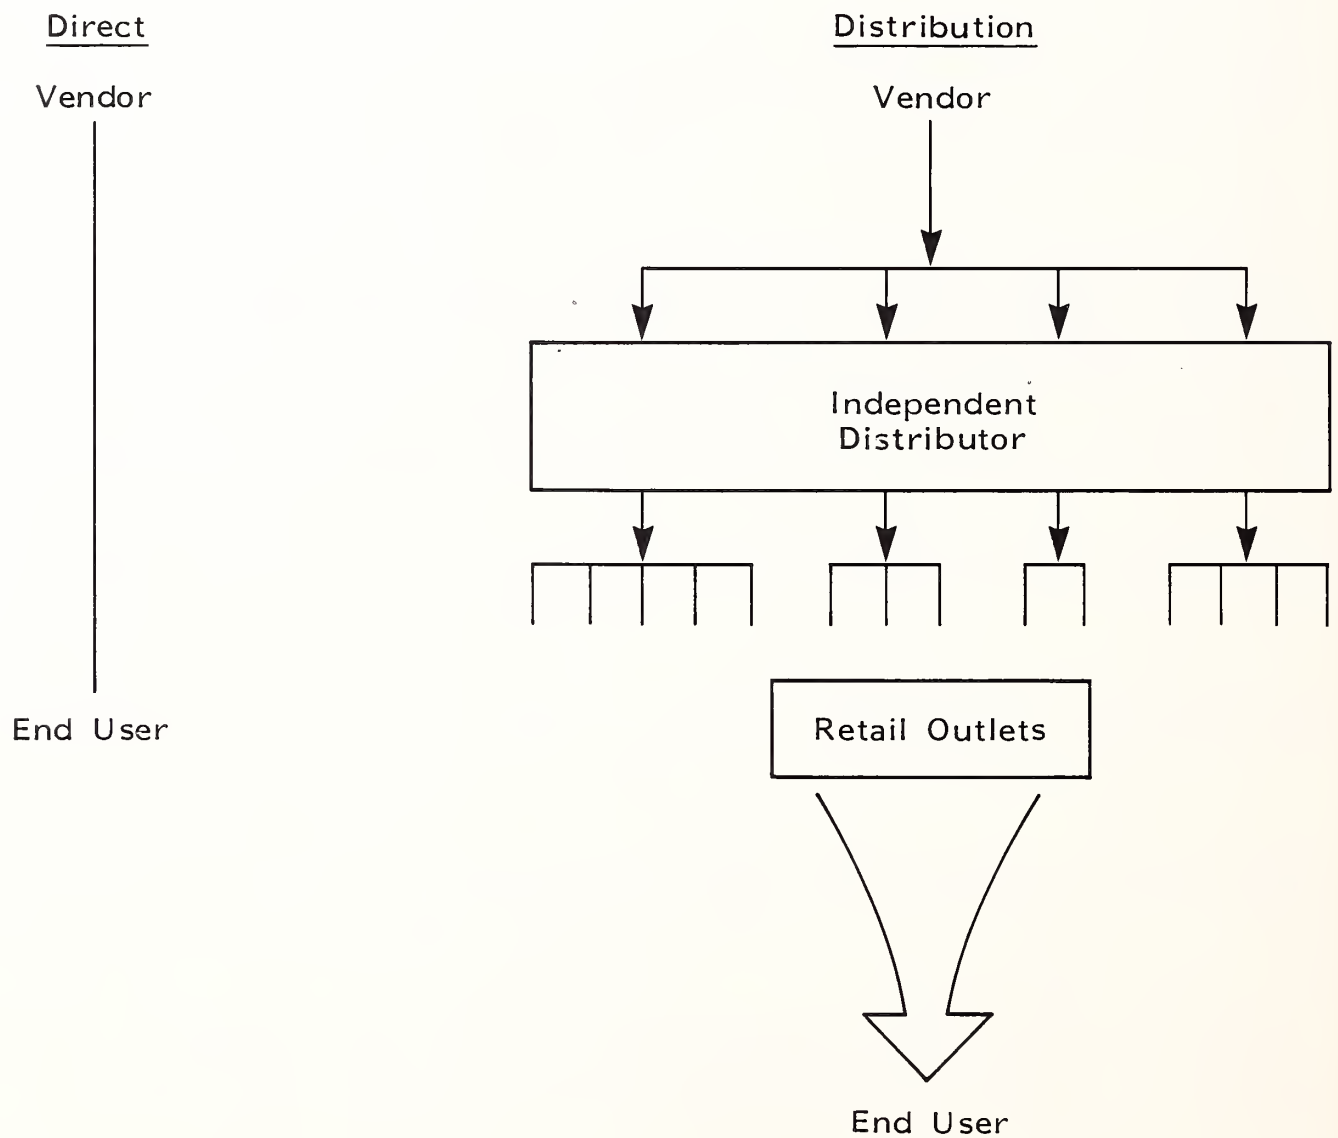 Direct
Distribution
Vendor
Vendor
Independent
Distributor
End User
Retail Outlets
End User